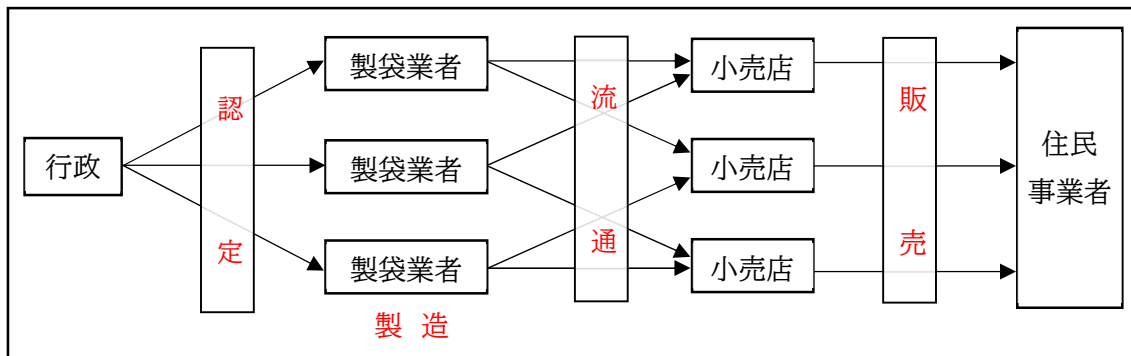 行政
認
定
製袋業者
製袋業者
製袋業者
製 造
流
通
小売店
小売店
小売店
販
売
住民
事業者